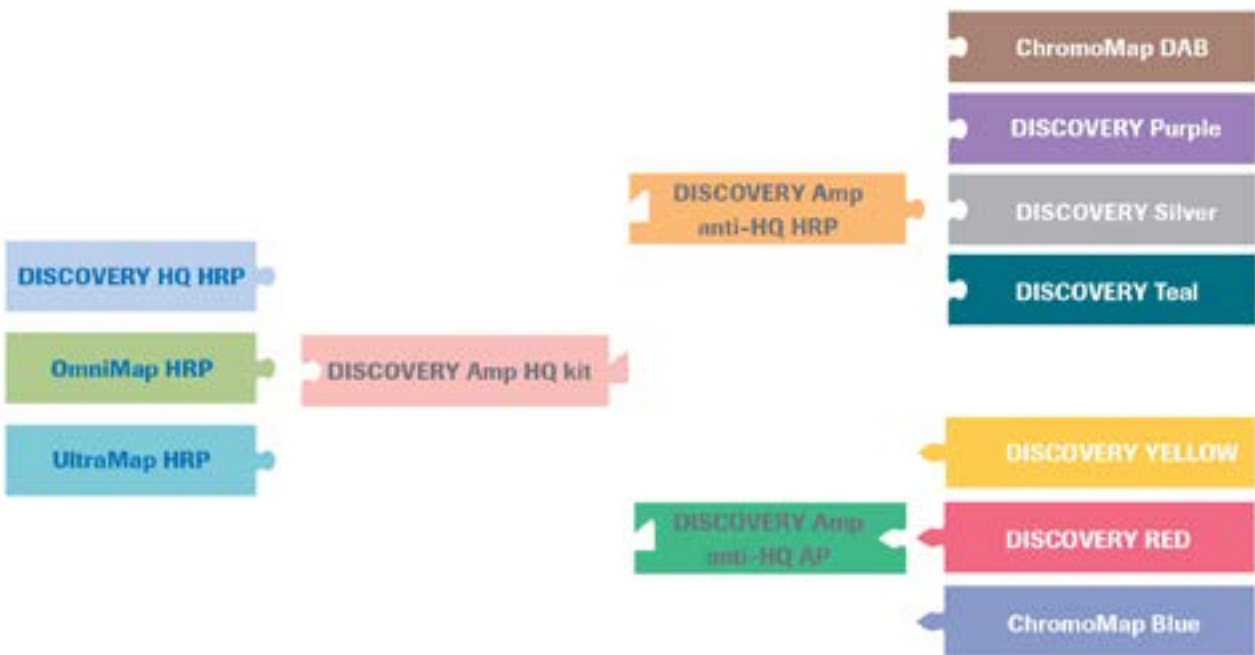 DISCOVERY HQ HRP
OmniMap HRP
UltraMap HRP
DISCOVERY Amp HQ kit
DISCOVERY Amp
anti-HQ HRP
DISCOVERY Amp
anti-HQ AP
ChromoMap DAB
DISCOVERY Purple
DISCOVERY Silver
DISCOVERY Teal
DISCOVERY YELLOW
DISCOVERY RED
ChromoMap Blue